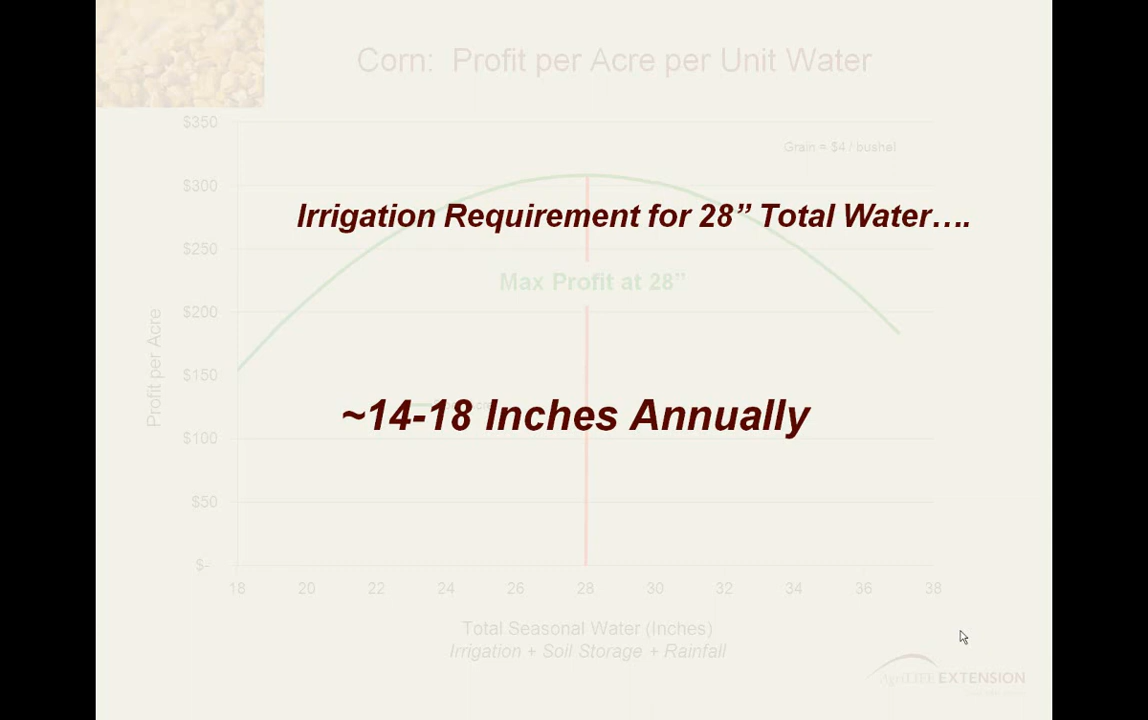 Corn: Profit per Acre per Unit Water
$350
Grain = $4 / bushel
$300
Irrigation Requirement for 28” Total Water….
$250
Max Profit at 28”
$200
Profit per Acre
$150
~14-18 Inches Annually
$100
$50
$-
18 20 22 24 26 28 30 32 34 36 38
Total Seasonal Water (Inches)
Irrigation + Soil Storage + Rainfall
AgriLIFE EXTENSION